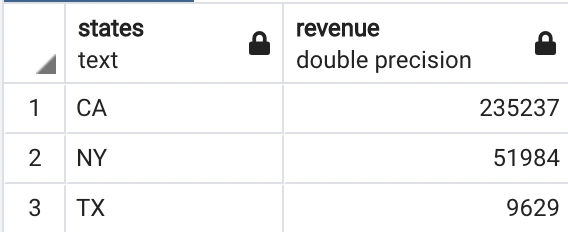 states revenue
text double precision
1 CA 235237
2 NY 51984
3 TX 9629